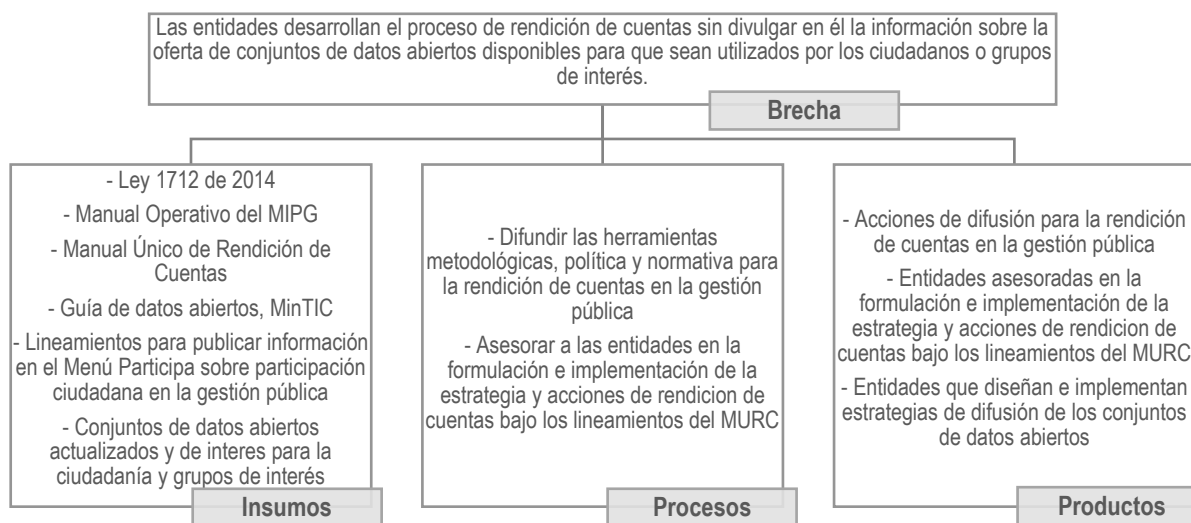 Las entidades desarrollan el proceso de rendición de cuentas sin divulgar en él la información sobre la
oferta de conjuntos de datos abiertos disponibles para que sean utilizados por los ciudadanos o grupos
de interés.
Brecha
- Ley 1712 de 2014
- Manual Operativo del MIPG
- Manual Único de Rendición de
Cuentas
- Guía de datos abiertos, MinTIC
- Lineamientos para publicar información
en el Menú Participa sobre participación
ciudadana en la gestión pública
- Conjuntos de datos abiertos
actualizados y de interes para la
ciudadanía y grupos de interés
Insumos
- Difundir las herramientas
metodológicas, política y normativa para
la rendición de cuentas en la gestión
pública
- Asesorar a las entidades en la
formulación e implementación de la
estrategia y acciones de rendicion de
cuentas bajo los lineamientos del MURC
Procesos
- Acciones de difusión para la rendición
de cuentas en la gestión pública
- Entidades asesoradas en la
formulación e implementación de la
estrategia y acciones de rendicion de
cuentas bajo los lineamientos del MURC
- Entidades que diseñan e implementan
estrategias de difusión de los conjuntos
de datos abiertos
Productos